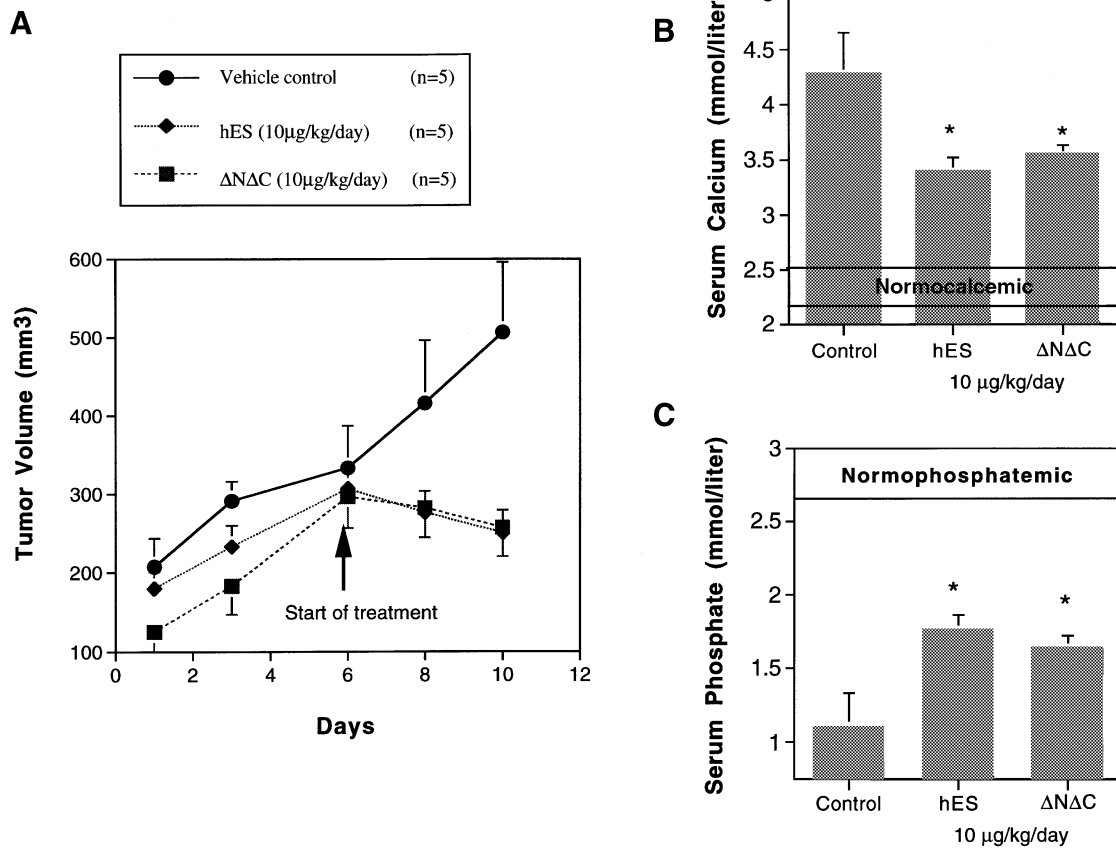 A
Vehicle control (n=5)
hES (10µg/kg/day) (n=5)
ΔNΔC (10µg/kg/day) (n=5)
600
500
400
300
200
100
Tumor Volume (mm3)
Start of treatment
0 2 4 6 8 10 12
Days
B
4.5
4
3.5
3
2.5
2
Serum Calcium (mmol/liter
* *
Normocalcemic
Control hES ΔNΔC
10 µg/kg/day
C
3
2.5
2
1.5
1
Serum Phosphate (mmol/liter)
Normophosphatemic
* *
Control hES ΔNΔC
10 µg/kg/day